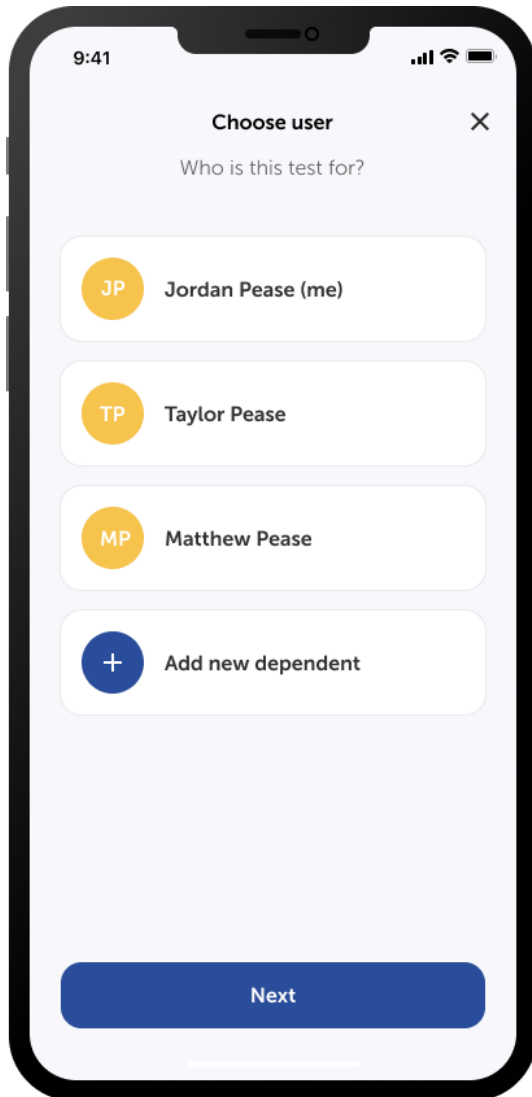 9:41
Choose user
Who is this test for?
JP Jordan Pease (me)
TP Taylor Pease
MP Matthew Pease
+ Add new dependent
Next